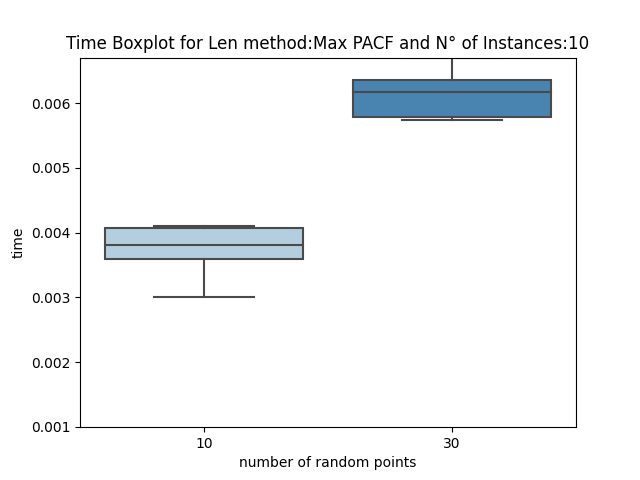 Time Boxplot for Len method:Max PACF and N° of Instances:10
0.006
0.005
0.004
0.003
0.002
0.001
time
10 30
number of random points